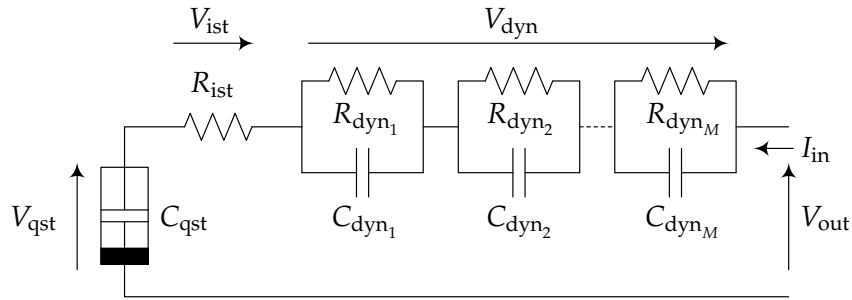 V_ist V_dyn
R_ist
R_dyn_1 R_dyn_2 R_dyn_M
I_in
V_qst C_qst C_dyn_1 C_dyn_2 C_dyn_M V_out